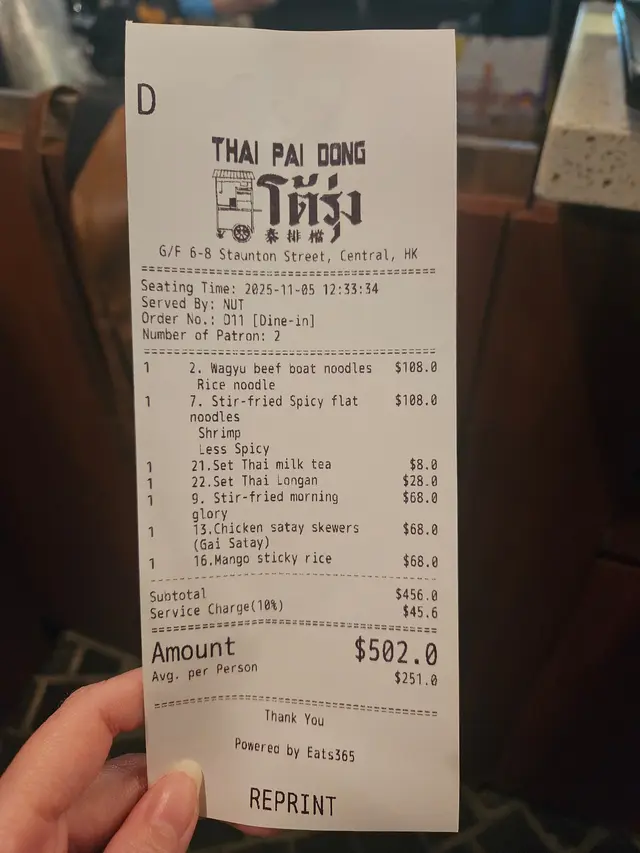 D
THAI PAI DONG
โต้รุ่ง
泰排檔
G/F 6-8 Staunton Street, Central, HK
Seating Time: 2025-11-05 12:33:34
Served By: NUT
Order No.: D11 [Dine-in]
Number of Patron: 2
1 2. Wagyu beef boat noodles $108.0
Rice noodle
1 7. Stir-fried Spicy flat $108.0
noodles
Shrimp
Less Spicy
1 21.Set Thai milk tea $8.0
1 22.Set Thai Longan $28.0
1 9. Stir-fried morning $68.0
glory
1 13.Chicken satay skewers $68.0
(Gai Satay)
1 16.Mango sticky rice $68.0
Subtotal $456.0
Service Charge(10%) $45.6
Amount $502.0
Avg. per Person $251.0
Thank You
Powered by Eats365
REPRINT